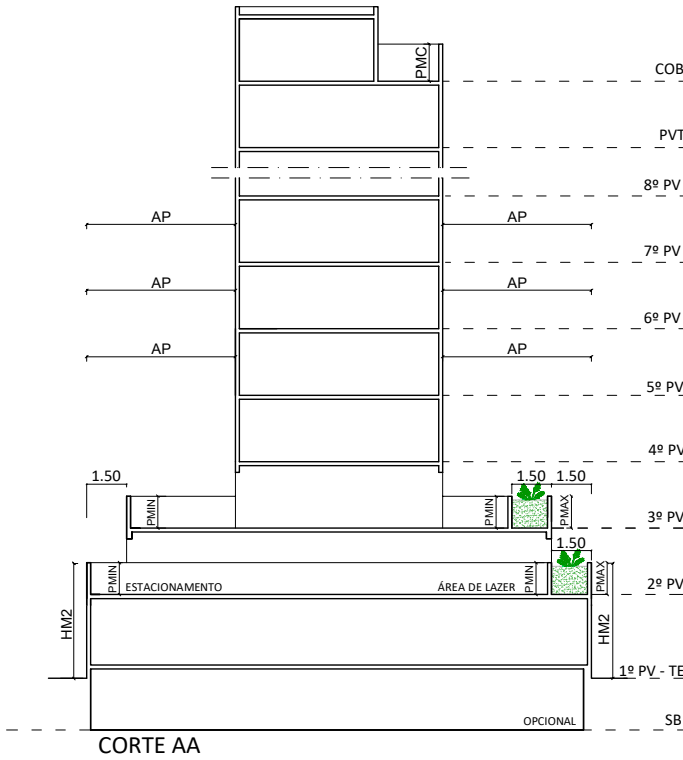 PMC
COB
PVT
8º PV
AP AP
7º PV
AP
6º PV
AP AP
5º PV
4º PV
1.50 1.50 1.50
PMIN PMIN PMAX
3º PV
1.50
PMIN ESTACIONAMENTO ÁREA DE LAZER PMIN PMAX
2º PV
HM2 HM2
1º PV - TE
OPCIONAL SB
CORTE AA